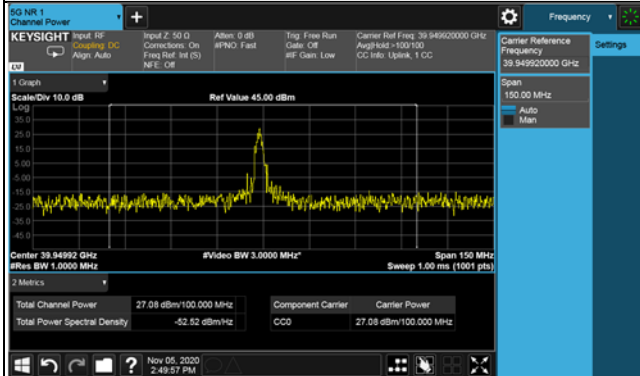 5G NR 1
Channel Power
Frequency
KEYSIGHT
Input: RF
Coupling: DC
Align: Auto
Input Z: 50 Ω
Corrections: On
Freq Ref: Int (S)
NFE: Off
Atten: 0 dB
#PNO: Fast
Trig: Free Run
Gate: Off
#IF Gain: Low
Carrier Ref Freq: 39.949920000 GHz
Avg|Hold:>100/100
CC Info: Uplink, 1 CC
LXI
Carrier Reference
Frequency
39.949920000 GHz
Settings
Span
150.00 MHz
Auto
Man
1 Graph
Scale/Div 10.0 dB
Ref Value 45.00 dBm
Log
35.0
25.0
15.0
5.00
-5.00
-15.0
-25.0
-35.0
-45.0
Center 39.94992 GHz
#Video BW 3.0000 MHz*
Span 150 MHz
#Res BW 1.0000 MHz
Sweep 1.00 ms (1001 pts)
2 Metrics
Total Channel Power 27.08 dBm/100.000 MHz
Total Power Spectral Density -52.52 dBm/Hz
Component Carrier Carrier Power
CC0 27.08 dBm/100.000 MHz
Nov 05, 2020
2:49:57 PM